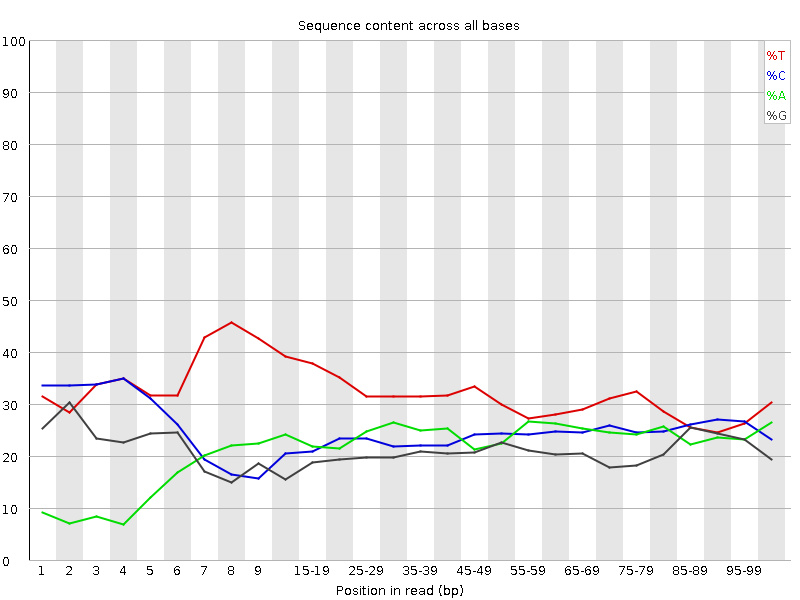 Sequence content across all bases
100
90
80
70
60
50
40
30
20
10
0
%T
%C
%A
%G
1 2 3 4 5 6 7 8 9 15-19 25-29 35-39 45-49 55-59 65-69 75-79 85-89 95-99
Position in read (bp)